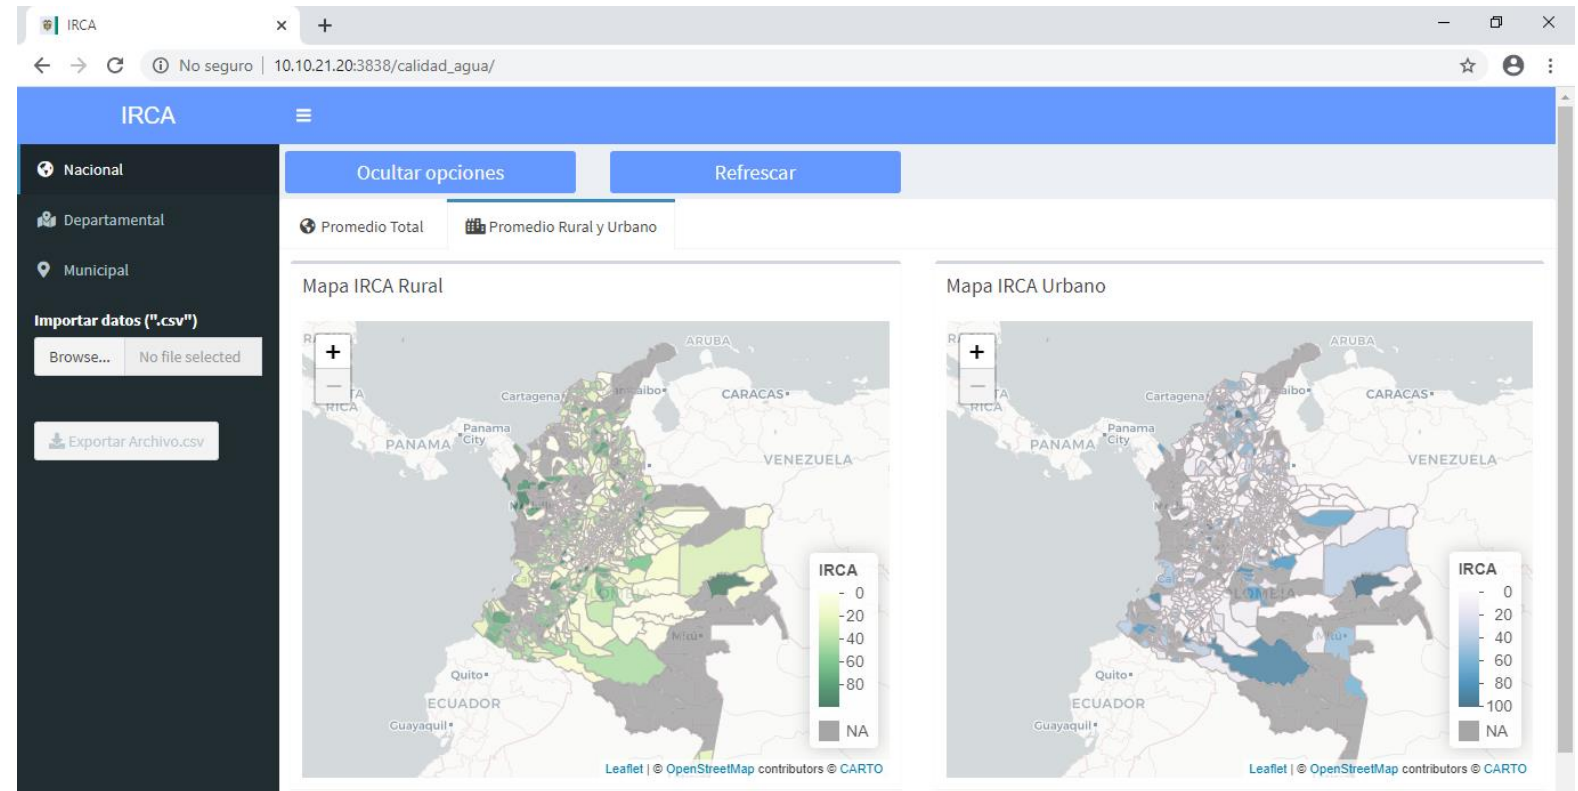 IRCA
No seguro | 10.10.21.20:3838/calidad_agua/
IRCA
Ocultar opciones
Refrescar
Nacional
Departamental
Municipal
Importar datos (".csv")
Browse... No file selected
Exportar Archivo.csv
Promedio Total
Promedio Rural y Urbano
Mapa IRCA Rural
+
−
ARUBA
Cartagena
CARACAS
RICA
Panama
City
PANAMA
VENEZUELA
Mitú
Quito
ECUADOR
Guayaquil
IRCA
0
20
40
60
80
NA
Leaflet | © OpenStreetMap contributors © CARTO
Mapa IRCA Urbano
+
−
ARUBA
Cartagena
CARACAS
RICA
Panama
City
PANAMA
VENEZUELA
Mitú
Quito
ECUADOR
Guayaquil
IRCA
0
20
40
60
80
100
NA
Leaflet | © OpenStreetMap contributors © CARTO